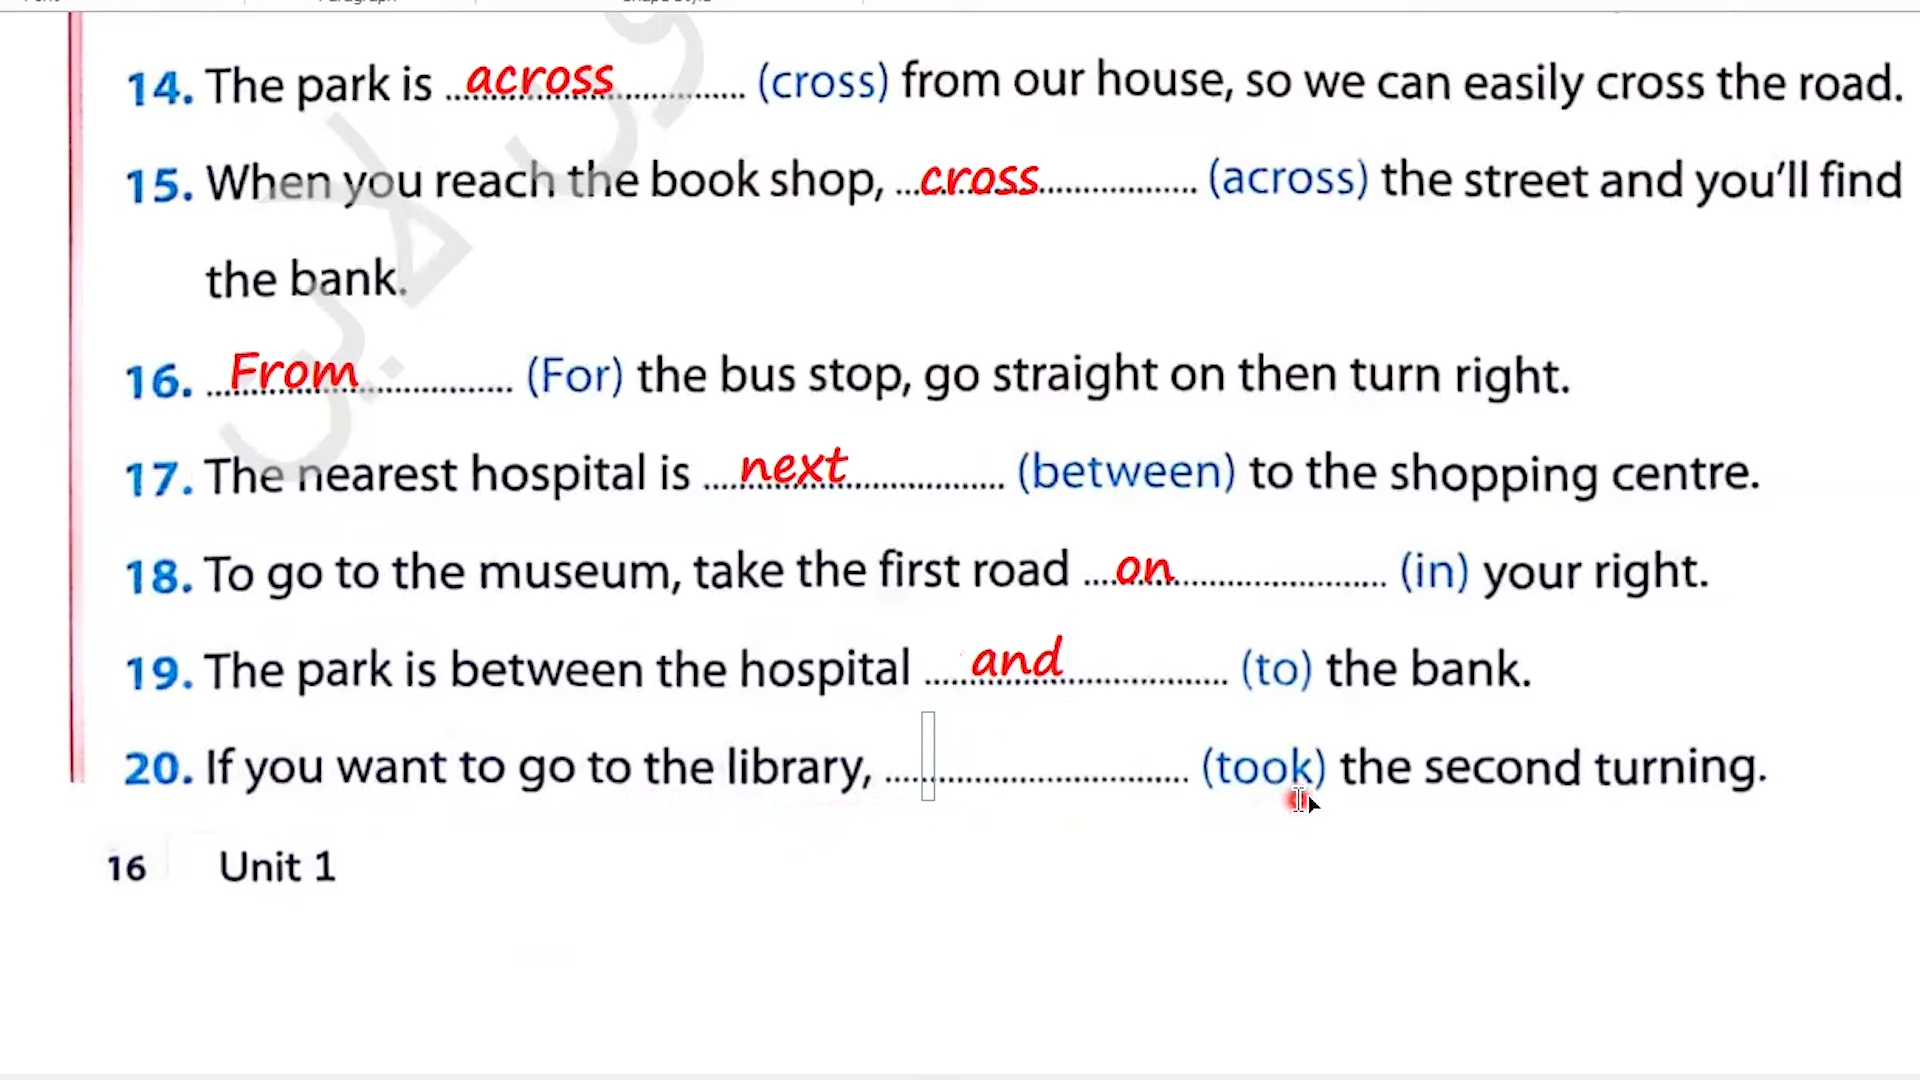 14. The park is ...across............ (cross) from our house, so we can easily cross the road.
15. When you reach the book shop, ...cross............ (across) the street and you'll find
the bank.
16. ...From............ (For) the bus stop, go straight on then turn right.
17. The nearest hospital is ...next............ (between) to the shopping centre.
18. To go to the museum, take the first road ...on............ (in) your right.
19. The park is between the hospital ...and............ (to) the bank.
20. If you want to go to the library, ............... (took) the second turning.
16 Unit 1